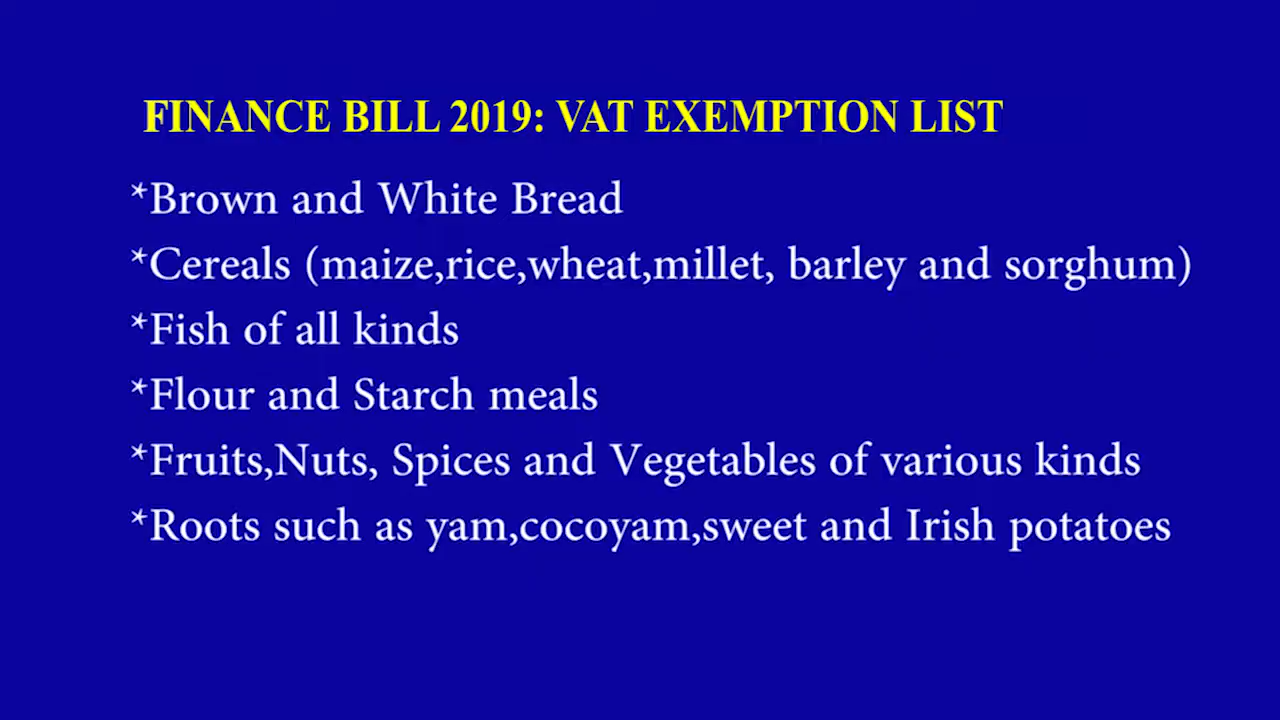 FINANCE BILL 2019: VAT EXEMPTION LIST
*Brown and White Bread
*Cereals (maize,rice,wheat,millet, barley and sorghum)
*Fish of all kinds
*Flour and Starch meals
*Fruits,Nuts, Spices and Vegetables of various kinds
*Roots such as yam,cocoyam,sweet and Irish potatoes